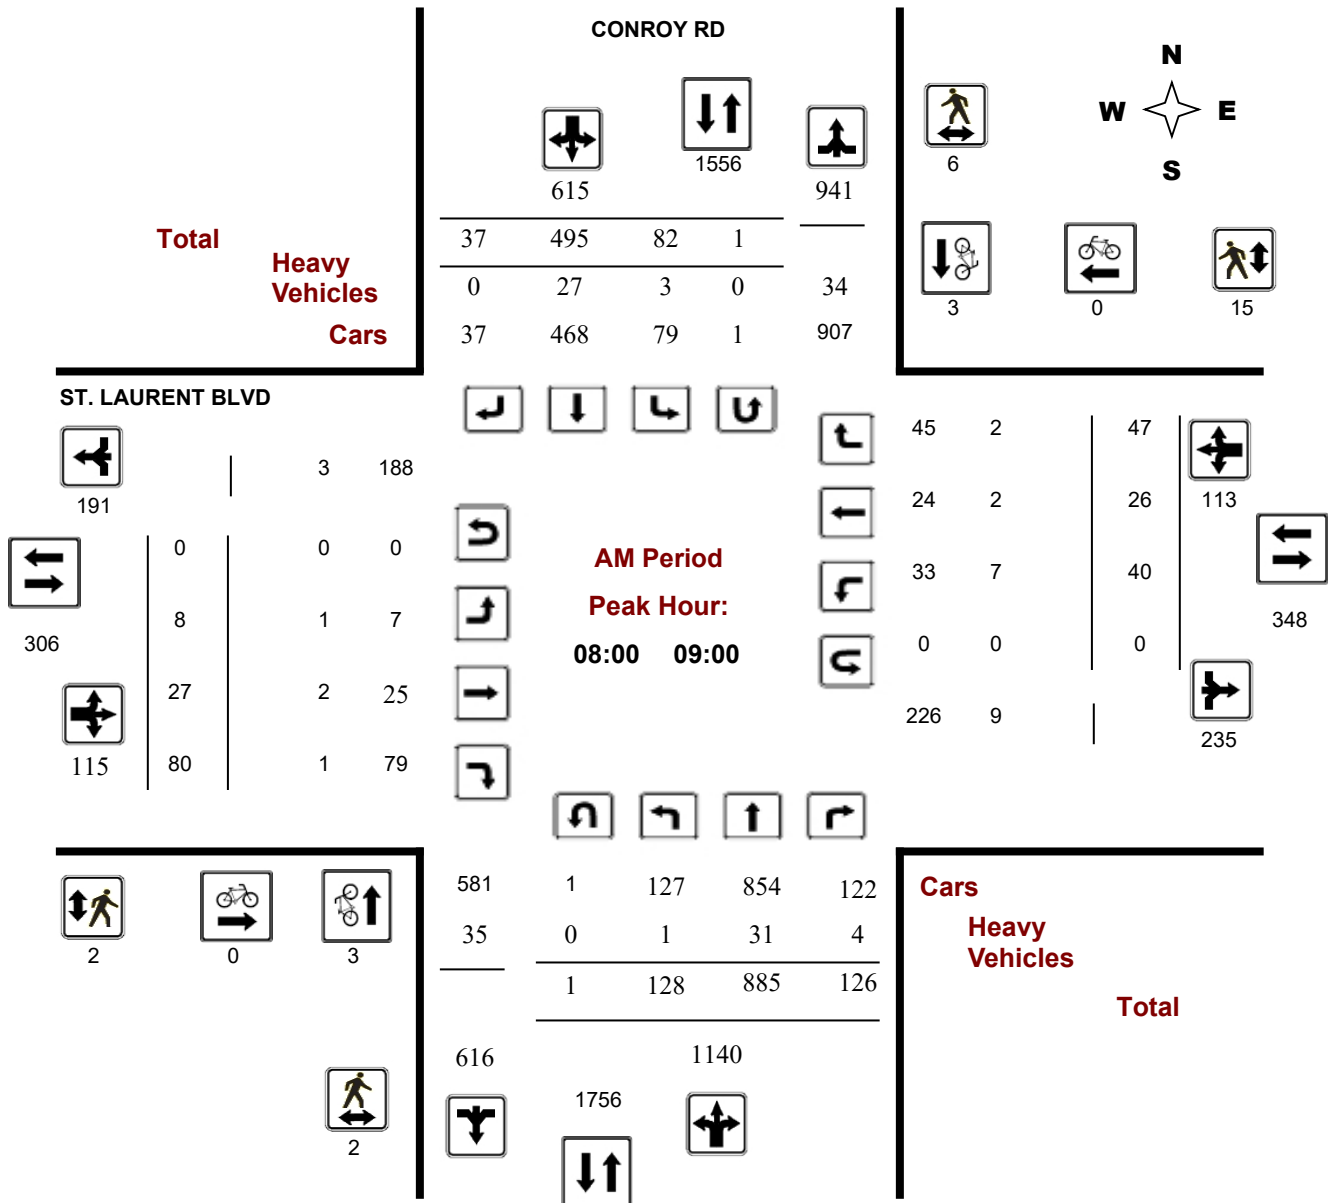 CONROY RD
N
W E
S
1556
6
615 941
Total 37 495 82 1
Heavy
Vehicles 0 27 3 0 34
Cars 37 468 79 1 907
3 0 15
ST. LAURENT BLVD
45 2 47
3 188
191 24 2 26 113
0 0 0
AM Period
33 7 40
8 1 7 Peak Hour:
348
306 08:00 09:00 0 0 0
27 2 25
226 9 235
115 80 1 79
581 1 127 854 122 Cars
35 0 1 31 4 Heavy
Vehicles
2 0 3
1 128 885 126
Total
616 1140
1756
2